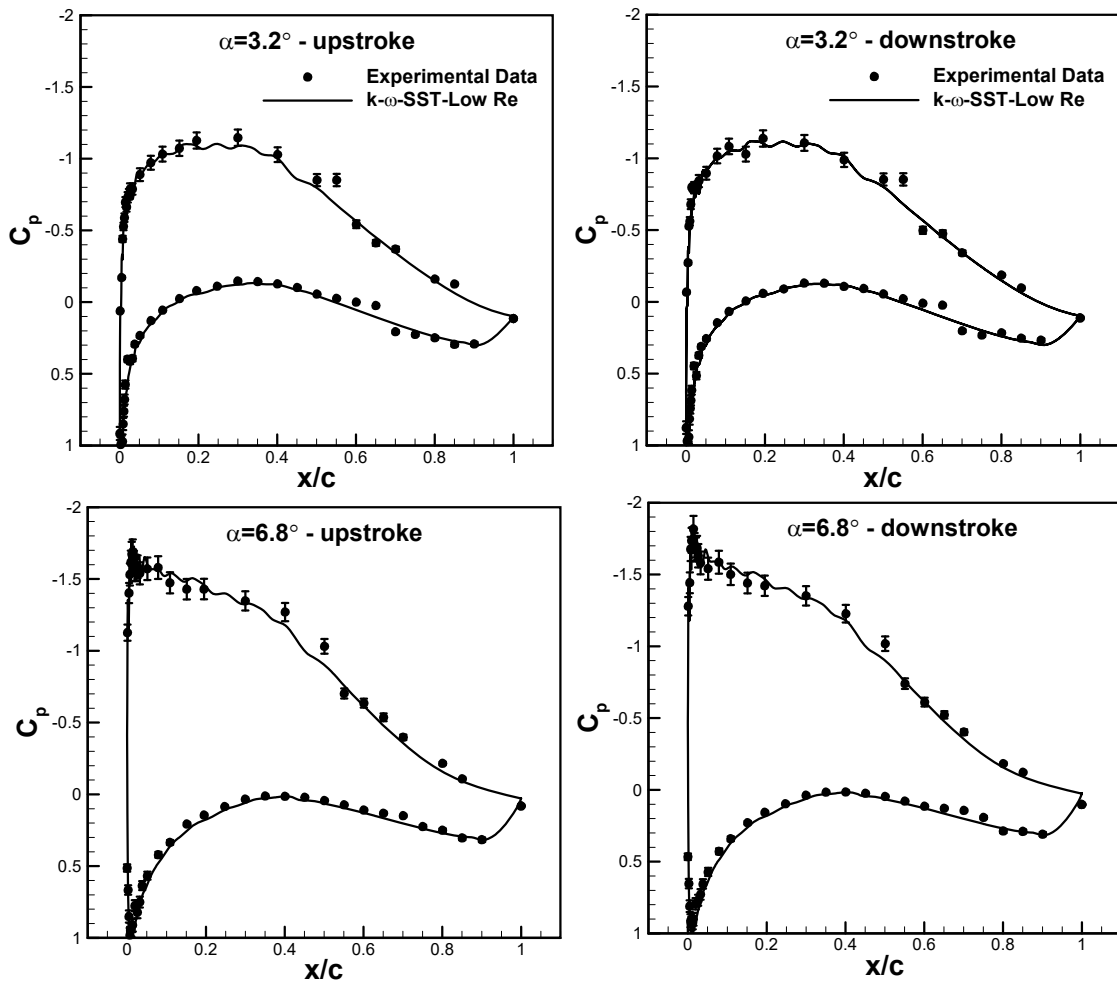 α=3.2° - upstroke
Experimental Data
k-ω-SST-Low Re
-2
-1.5
-1
-0.5
0
0.5
1
Cp
0 0.2 0.4 0.6 0.8 1
x/c
α=3.2° - downstroke
Experimental Data
k-ω-SST-Low Re
-2
-1.5
-1
-0.5
0
0.5
1
Cp
0 0.2 0.4 0.6 0.8 1
x/c
α=6.8° - upstroke
-2
-1.5
-1
-0.5
0
0.5
1
Cp
0 0.2 0.4 0.6 0.8 1
x/c
α=6.8° - downstroke
-2
-1.5
-1
-0.5
0
0.5
1
Cp
0 0.2 0.4 0.6 0.8 1
x/c